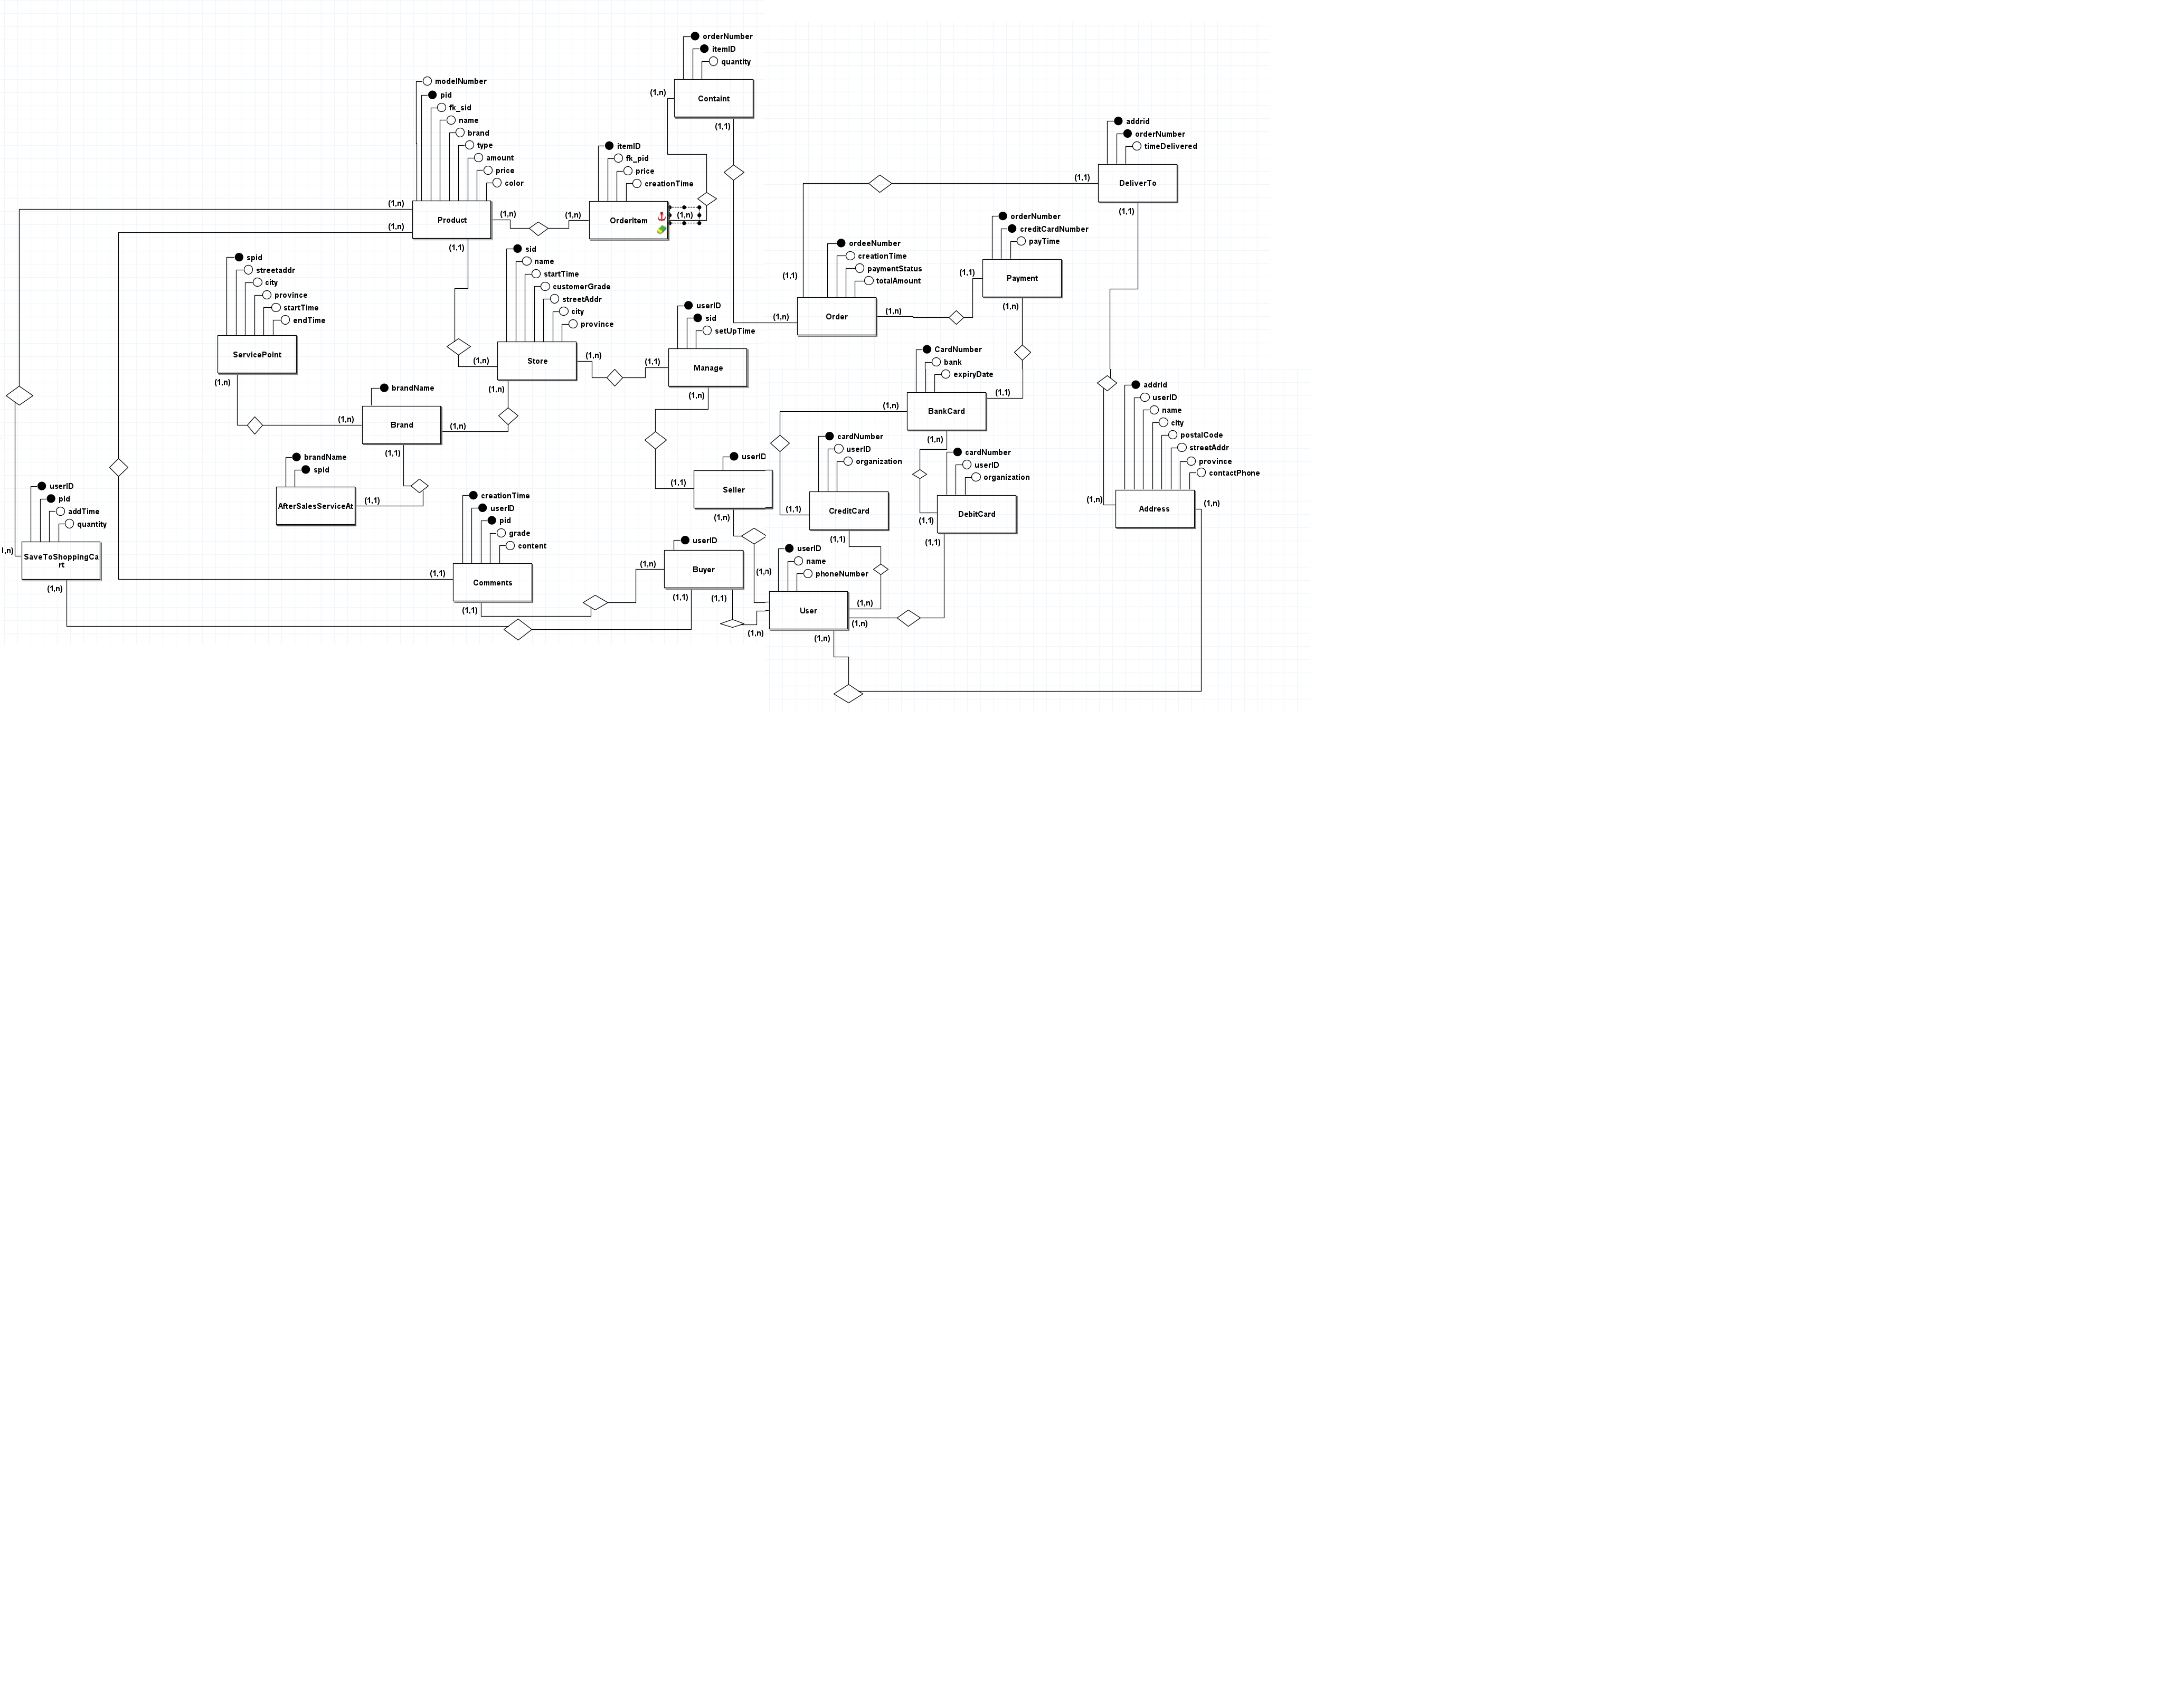 orderNumber
itemID
quantity
(1,n)
Containt
(1,1)
modelNumber
pid
fk_sid
name
brand
type
amount
price
color
(1,n)
(1,n)
Product
(1,n)
(1,1)
itemID
fk_pid
price
creationTime
(1,n)
OrderItem
(1,n)
addrid
orderNumber
timeDelivered
(1,1)
DeliverTo
(1,1)
orderNumber
creditCardNumber
payTime
(1,1)
Payment
(1,n)
ordeeNumber
creationTime
paymentStatus
totalAmount
(1,1)
(1,n)
Order
(1,n)
sid
name
startTime
customerGrade
streetAddr
city
province
(1,n)
Store
(1,n)
(1,n)
spid
streetaddr
city
province
startTime
endTime
ServicePoint
(1,n)
userID
sid
setUpTime
(1,1)
Manage
(1,n)
CardNumber
bank
expiryDate
(1,n)
BankCard
(1,1)
(1,n)
brandName
(1,n)
Brand
(1,n)
(1,1)
addrid
userID
name
city
postalCode
streetAddr
province
contactPhone
(1,n)
Address
(1,n)
cardNumber
userID
organization
(1,1)
CreditCard
(1,1)
cardNumber
userID
organization
(1,1)
DebitCard
(1,1)
brandName
spid
AfterSalesServiceAt
(1,1)
userID
(1,1)
Seller
(1,n)
userID
pid
addTime
quantity
,n)
SaveToShoppingCa
rt
(1,n)
creationTime
userID
pid
grade
content
(1,1)
Comments
(1,1)
userID
(1,n)
Buyer
(1,1)
(1,1)
userID
name
phoneNumber
(1,n)
(1,n)
User
(1,n)
(1,n)
(1,n)